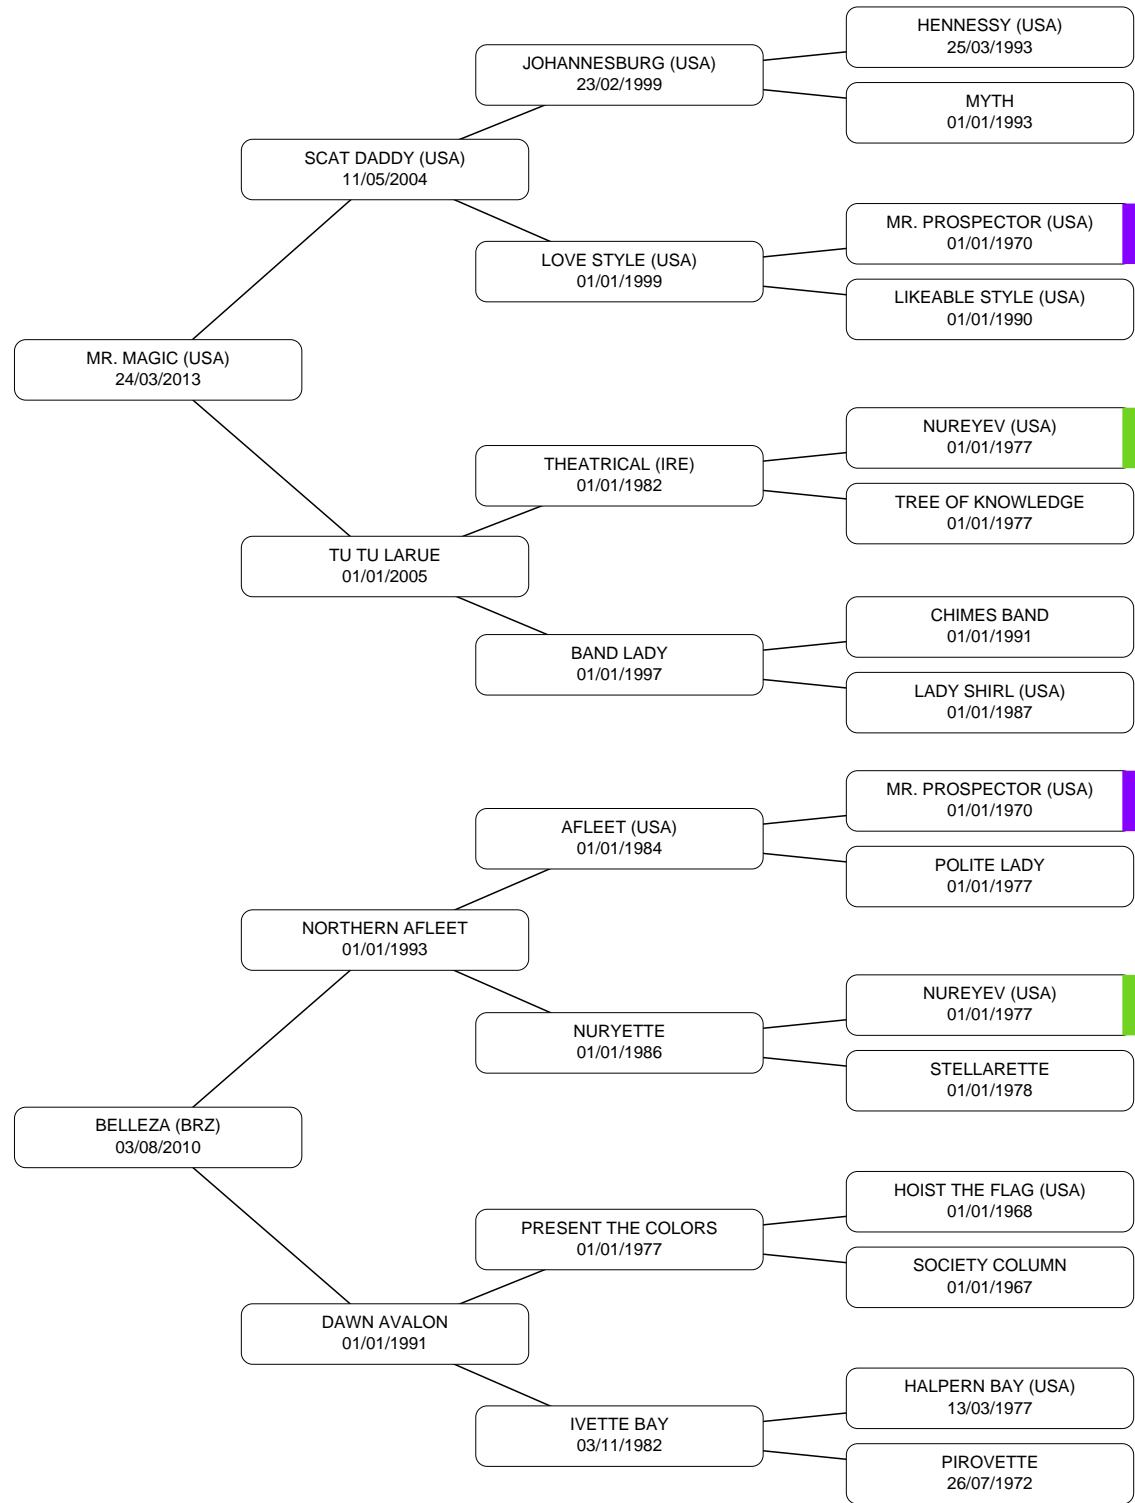 HENNESSY (USA)
25/03/1993
JOHANNESBURG (USA)
23/02/1999
MYTH
01/01/1993
SCAT DADDY (USA)
11/05/2004
MR. PROSPECTOR (USA)
01/01/1970
LOVE STYLE (USA)
01/01/1999
LIKEABLE STYLE (USA)
01/01/1990
MR. MAGIC (USA)
24/03/2013
NUREYEV (USA)
01/01/1977
THEATRICAL (IRE)
01/01/1982
TREE OF KNOWLEDGE
01/01/1977
TU TU LARUE
01/01/2005
CHIMES BAND
01/01/1991
BAND LADY
01/01/1997
LADY SHIRL (USA)
01/01/1987
MR. PROSPECTOR (USA)
01/01/1970
AFLEET (USA)
01/01/1984
POLITE LADY
01/01/1977
NORTHERN AFLEET
01/01/1993
NUREYEV (USA)
01/01/1977
NURYETTE
01/01/1986
STELLARETTE
01/01/1978
BELLEZA (BRZ)
03/08/2010
HOIST THE FLAG (USA)
01/01/1968
PRESENT THE COLORS
01/01/1977
SOCIETY COLUMN
01/01/1967
DAWN AVALON
01/01/1991
HALPERN BAY (USA)
13/03/1977
IVETTE BAY
03/11/1982
PIROVETTE
26/07/1972